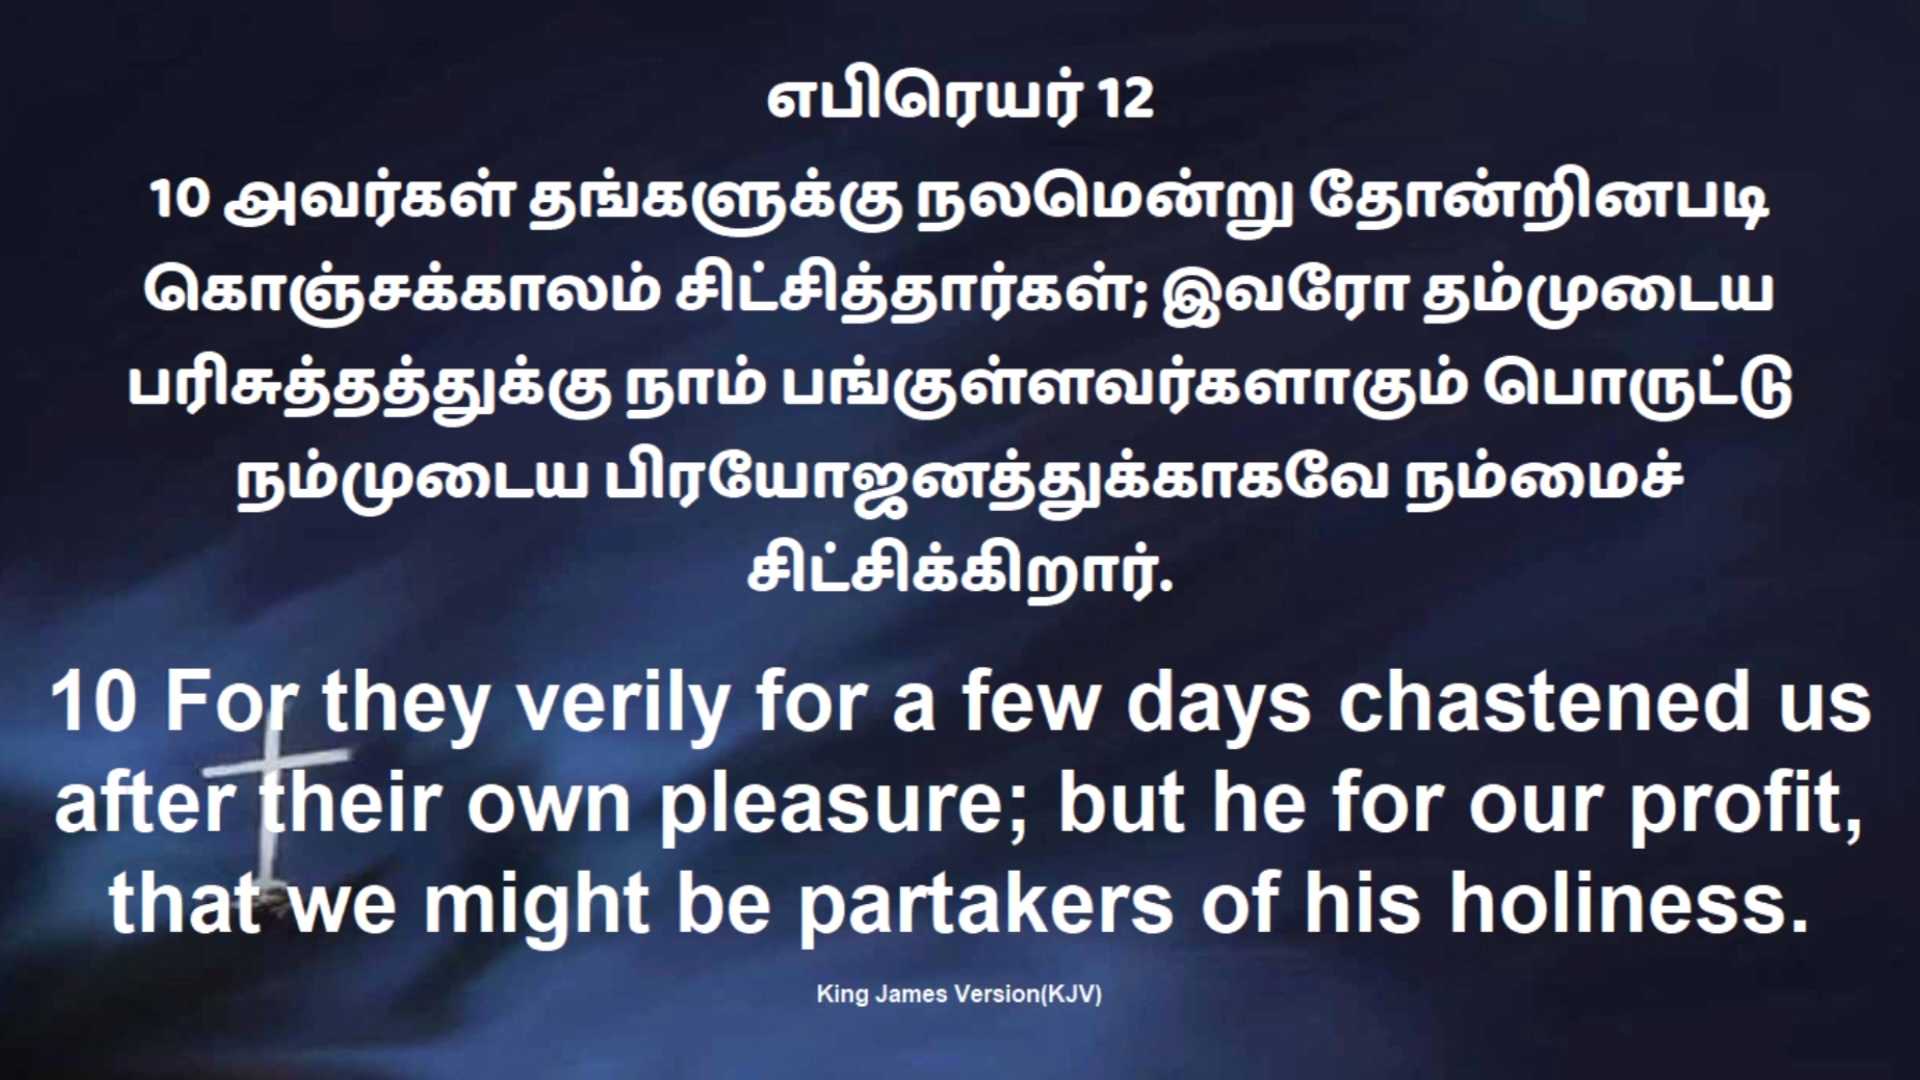 எபிரெயர் 12
10 அவர்கள் தங்களுக்கு நலமென்று தோன்றினபடி
கொஞ்சக்காலம் சிட்சித்தார்கள்; இவரோ தம்முடைய
பரிசுத்தத்துக்கு நாம் பங்குள்ளவர்களாகும் பொருட்டு
நம்முடைய பிரயோஜனத்துக்காகவே நம்மைச்
சிட்சிக்கிறார்.
10 For they verily for a few days chastened us
after their own pleasure; but he for our profit,
that we might be partakers of his holiness.
King James Version(KJV)